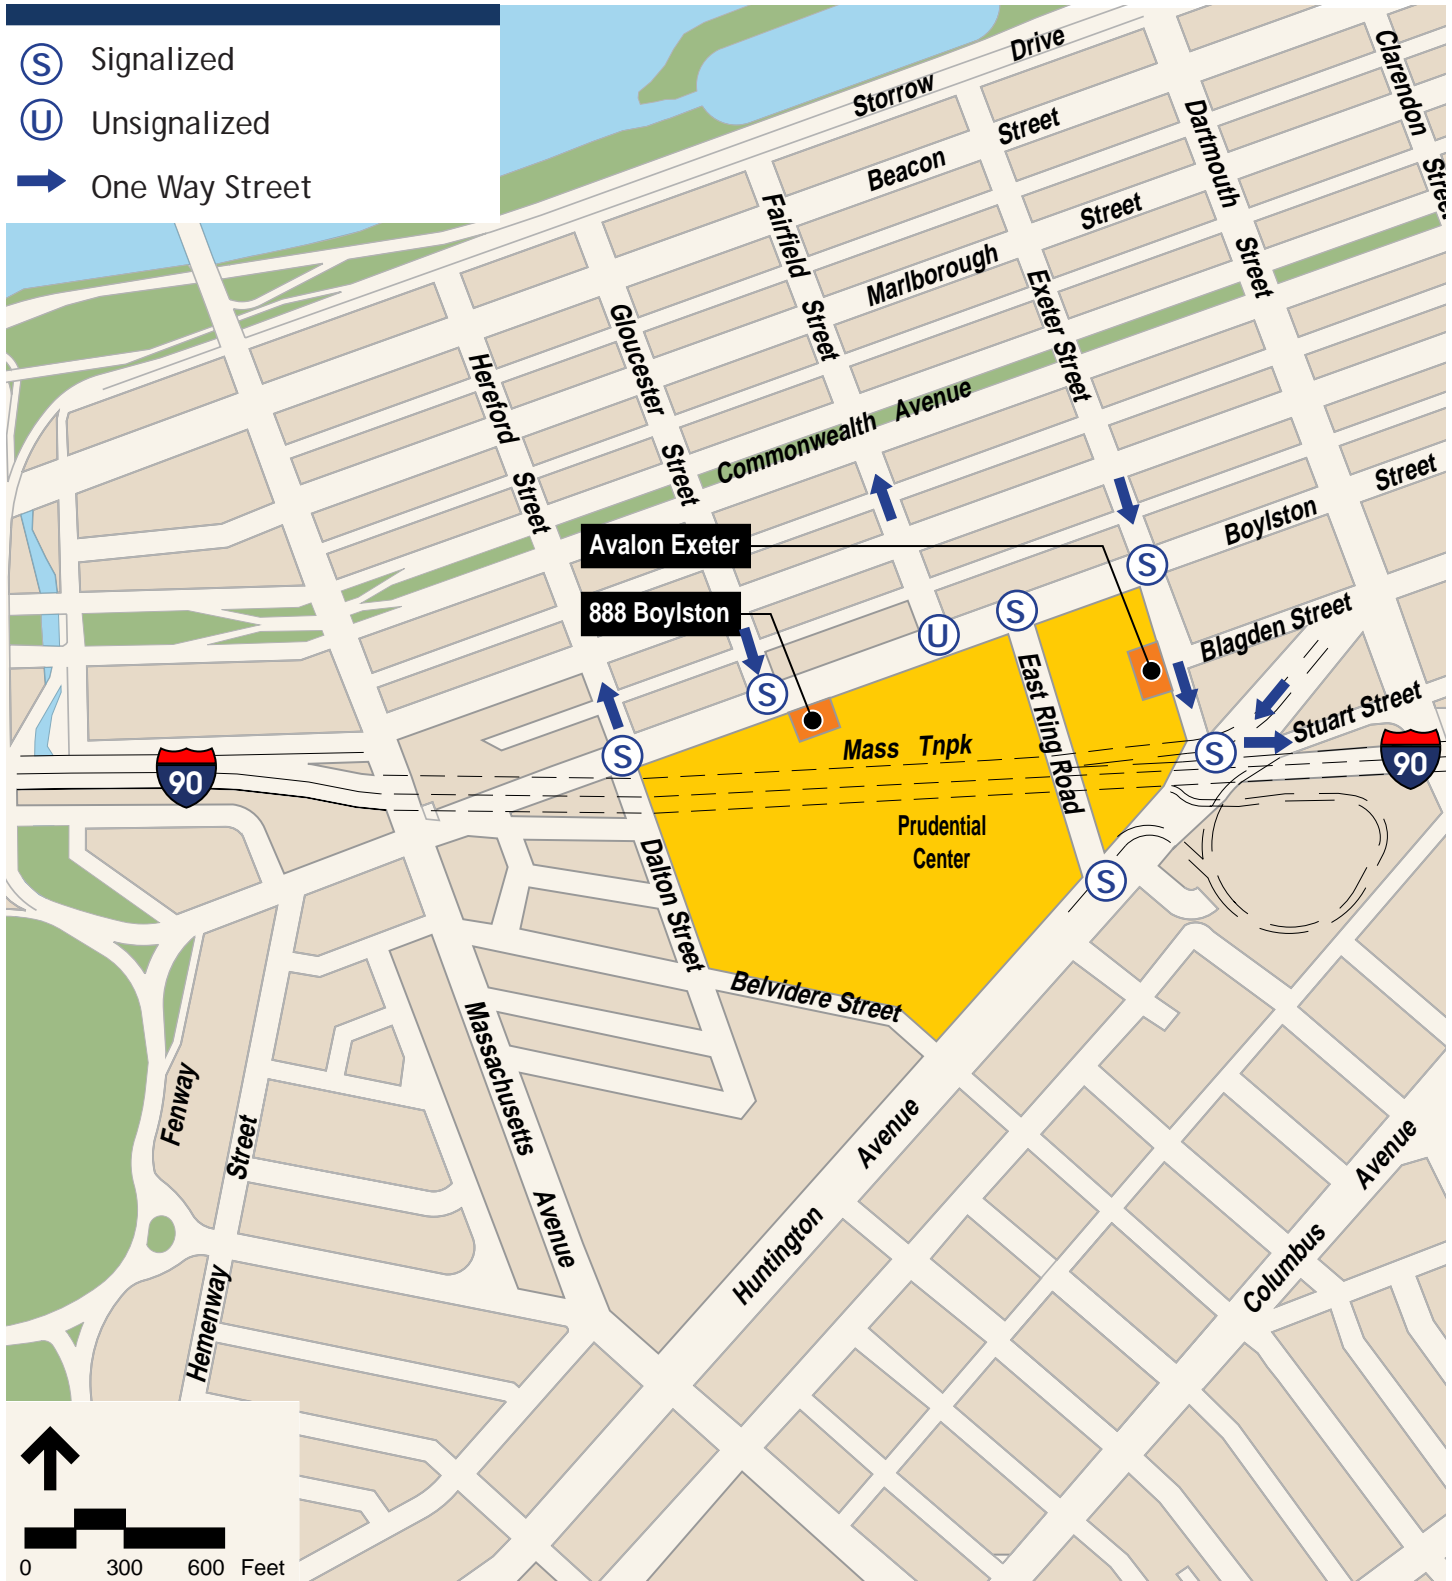 S Signalized
U Unsignalized
One Way Street
Storrow Drive
Beacon Street
Marlborough Street
Commonwealth Avenue
Clarendon Street
Dartmouth Street
Exeter Street
Fairfield Street
Gloucester Street
Hereford Street
Boylston Street
Avalon Exeter
888 Boylston
S
S
U
S
S
S
S
Blagden Street
Stuart Street
East Ring Road
Mass Tnpk
90
90
Prudential
Center
Dalton Street
Belvidere Street
Massachusetts Avenue
Fenway
Hemenway Street
Huntington Avenue
Columbus Avenue
0 300 600 Feet